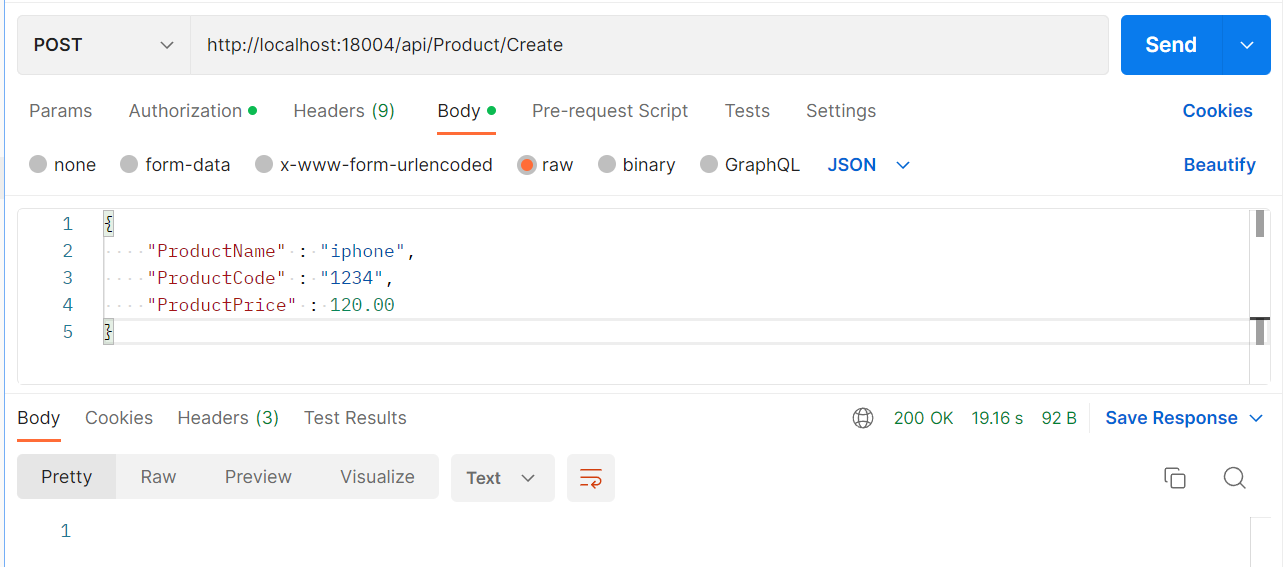 POST http://localhost:18004/api/Product/Create Send
Params Authorization Headers (9) Body Pre-request Script Tests Settings Cookies
none form-data x-www-form-urlencoded raw binary GraphQL JSON Beautify
1 {
2 "ProductName" : "iphone",
3 "ProductCode" : "1234",
4 "ProductPrice" : 120.00
5 }
Body Cookies Headers (3) Test Results 200 OK 19.16 s 92 B Save Response
Pretty Raw Preview Visualize Text
1